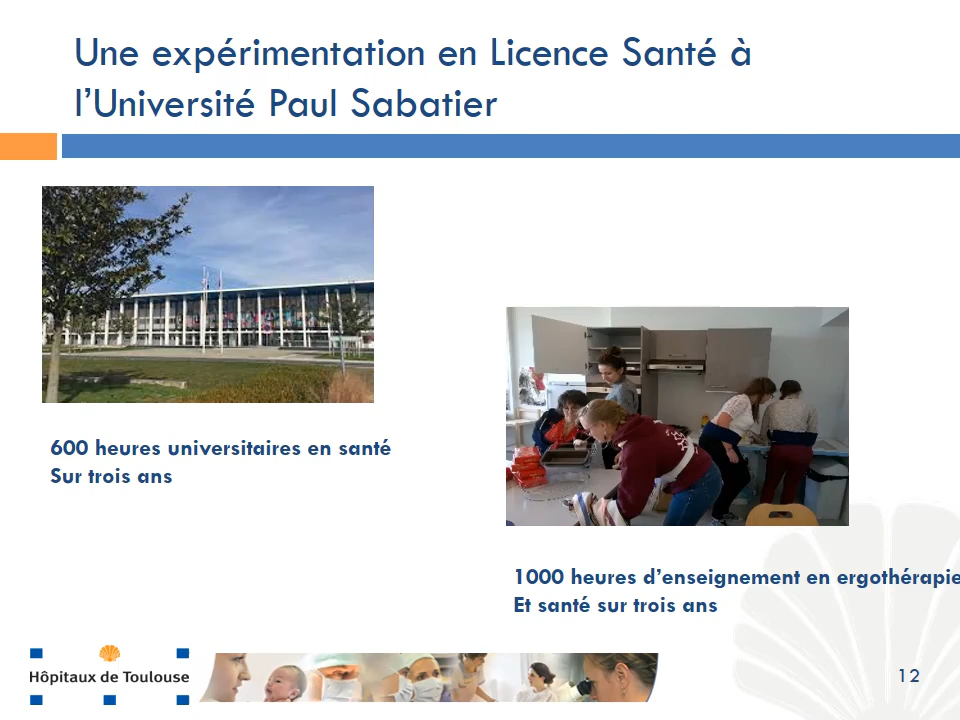 Une expérimentation en Licence Santé à
l’Université Paul Sabatier
600 heures universitaires en santé
Sur trois ans
1000 heures d’enseignement en ergothérapie
Et santé sur trois ans
Hôpitaux de Toulouse
12